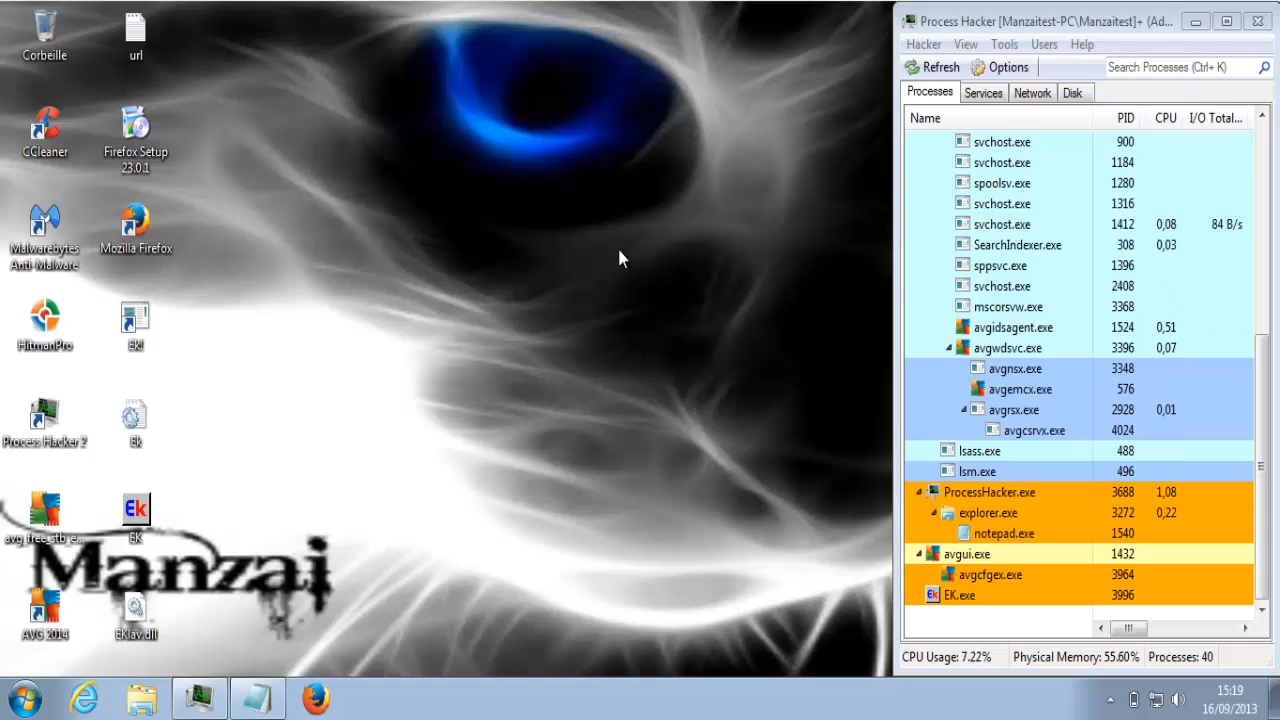 Corbeille
url
CCleaner
Firefox Setup
23.0.1
Malwarebytes
Anti-Malware
Mozilla Firefox
HitmanPro
EK!
Process Hacker 2
Ek
avg_free_stb_e...
Ek
EK
Manzai
AVG 2014
EKlav.dll
Process Hacker [Manzaitest-PC\Manzaitest]+ (Ad...
Hacker View Tools Users Help
Refresh Options Search Processes (Ctrl+ K)
Processes Services Network Disk
Name PID CPU I/O Total...
svchost.exe 900
svchost.exe 1184
spoolsv.exe 1280
svchost.exe 1316
svchost.exe 1412 0,08 84 B/s
SearchIndexer.exe 308 0,03
sppsvc.exe 1396
svchost.exe 2408
mscorsvw.exe 3368
avgidsagent.exe 1524 0,51
avgwdsvc.exe 3396 0,07
avgnsx.exe 3348
avgemcx.exe 576
avgrsx.exe 2928 0,01
avgcsrvx.exe 4024
lsass.exe 488
lsm.exe 496
ProcessHacker.exe 3688 1,08
explorer.exe 3272 0,22
notepad.exe 1540
avgui.exe 1432
avgcfgex.exe 3964
Ek EK.exe 3996
CPU Usage: 7.22% Physical Memory: 55.60% Processes: 40
15:19
16/09/2013